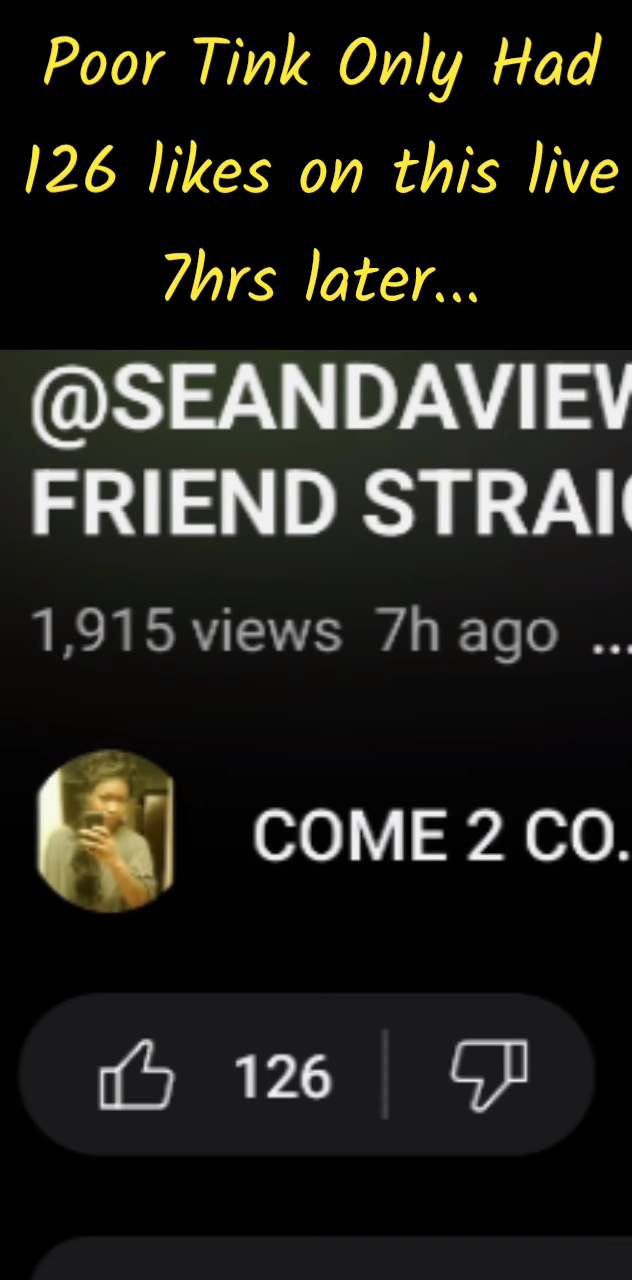 Poor Tink Only Had
126 likes on this live
7hrs later...
@SEANDAVIEW
FRIEND STRAIG
1,915 views 7h ago ...
COME 2 CO...
126